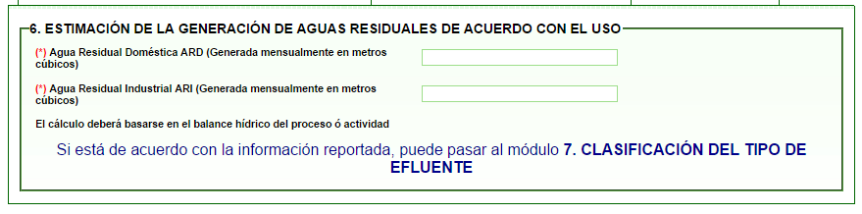 6. ESTIMACIÓN DE LA GENERACIÓN DE AGUAS RESIDUALES DE ACUERDO CON EL USO
(*) Agua Residual Doméstica ARD (Generada mensualmente en metros
cúbicos)
(*) Agua Residual Industrial ARI (Generada mensualmente en metros
cúbicos)
El cálculo deberá basarse en el balance hídrico del proceso ó actividad
Si está de acuerdo con la información reportada, puede pasar al módulo 7. CLASIFICACIÓN DEL TIPO DE
EFLUENTE